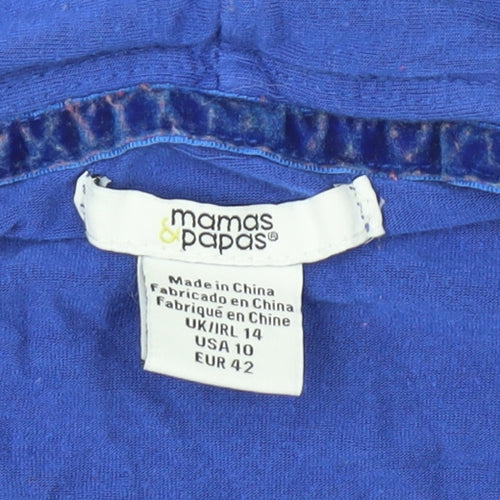 mamas
&papas®
Made in China
Fabricado en China
Fabriqué en Chine
UK/IRL 14
USA 10
EUR 42